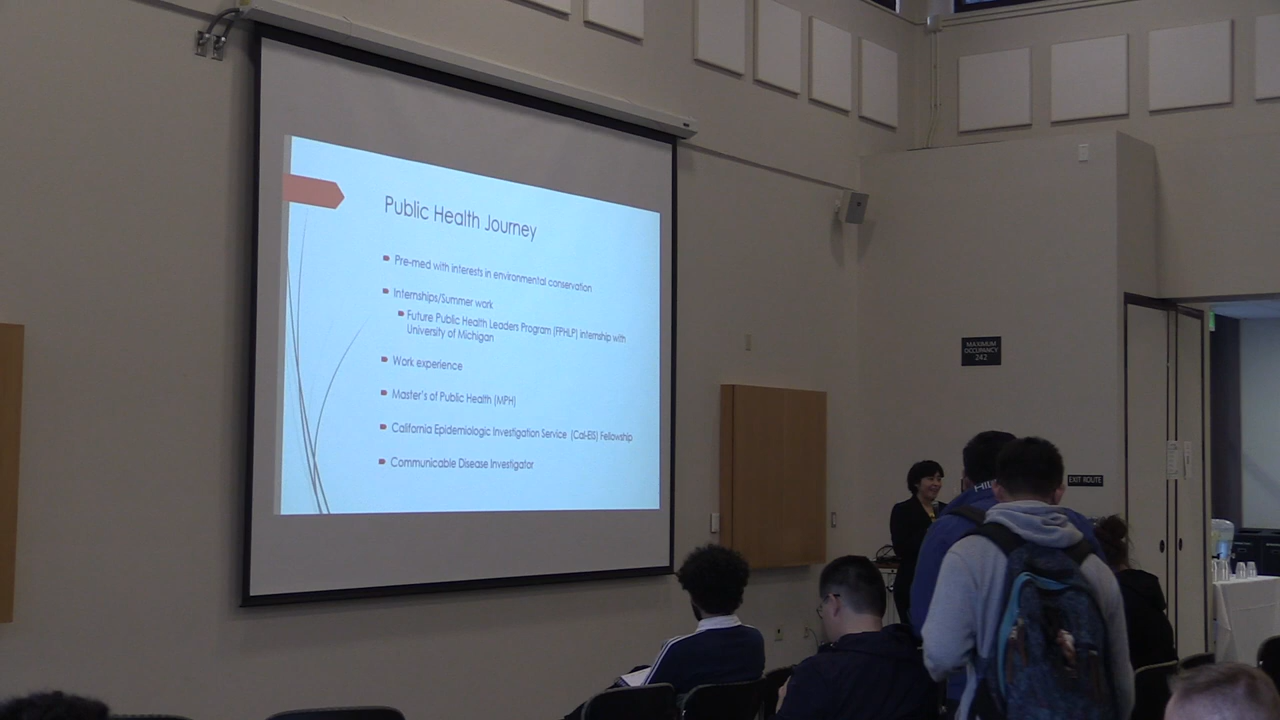 Public Health Journey
Pre-med with interests in environmental conservation
Internships/Summer work
Future Public Health Leaders Program (FPHLP) internship with
University of Michigan
Work experience
Master's of Public Health (MPH)
California Epidemiologic Investigation Service (Cal-EIS) Fellowship
Communicable Disease Investigator
MAXIMUM
OCCUPANCY
242
EXIT ROUTE